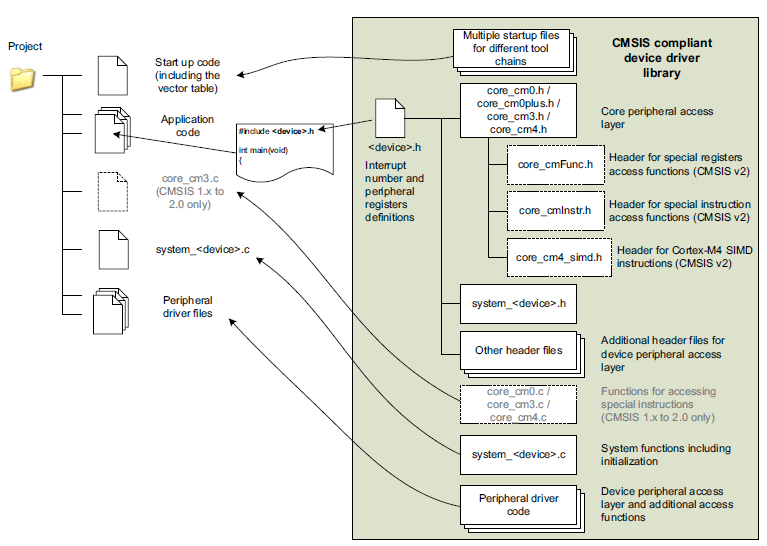 Project
Start up code
(including the
vector table)
Application
code
core_cm3.c
(CMSIS 1.x to
2.0 only)
system_<device>.c
Peripheral
driver files
#include <device>.h
int main(void)
{
<device>.h
Interrupt
number and
peripheral
registers
definitions
Multiple startup files
for different tool
chains
CMSIS compliant
device driver
library
core_cm0.h /
core_cm0plus.h /
core_cm3.h /
core_cm4.h
Core peripheral access
layer
core_cmFunc.h
Header for special registers
access functions (CMSIS v2)
core_cmInstr.h
Header for special instruction
access functions (CMSIS v2)
core_cm4_simd.h
Header for Cortex-M4 SIMD
instructions (CMSIS v2)
system_<device>.h
Other header files
Additional header files for
device peripheral access
layer
core_cm0.c /
core_cm3.c /
core_cm4.c
Functions for accessing
special instructions
(CMSIS 1.x to 2.0 only)
system_<device>.c
System functions including
initialization
Peripheral driver
code
Device peripheral access
layer and additional access
functions